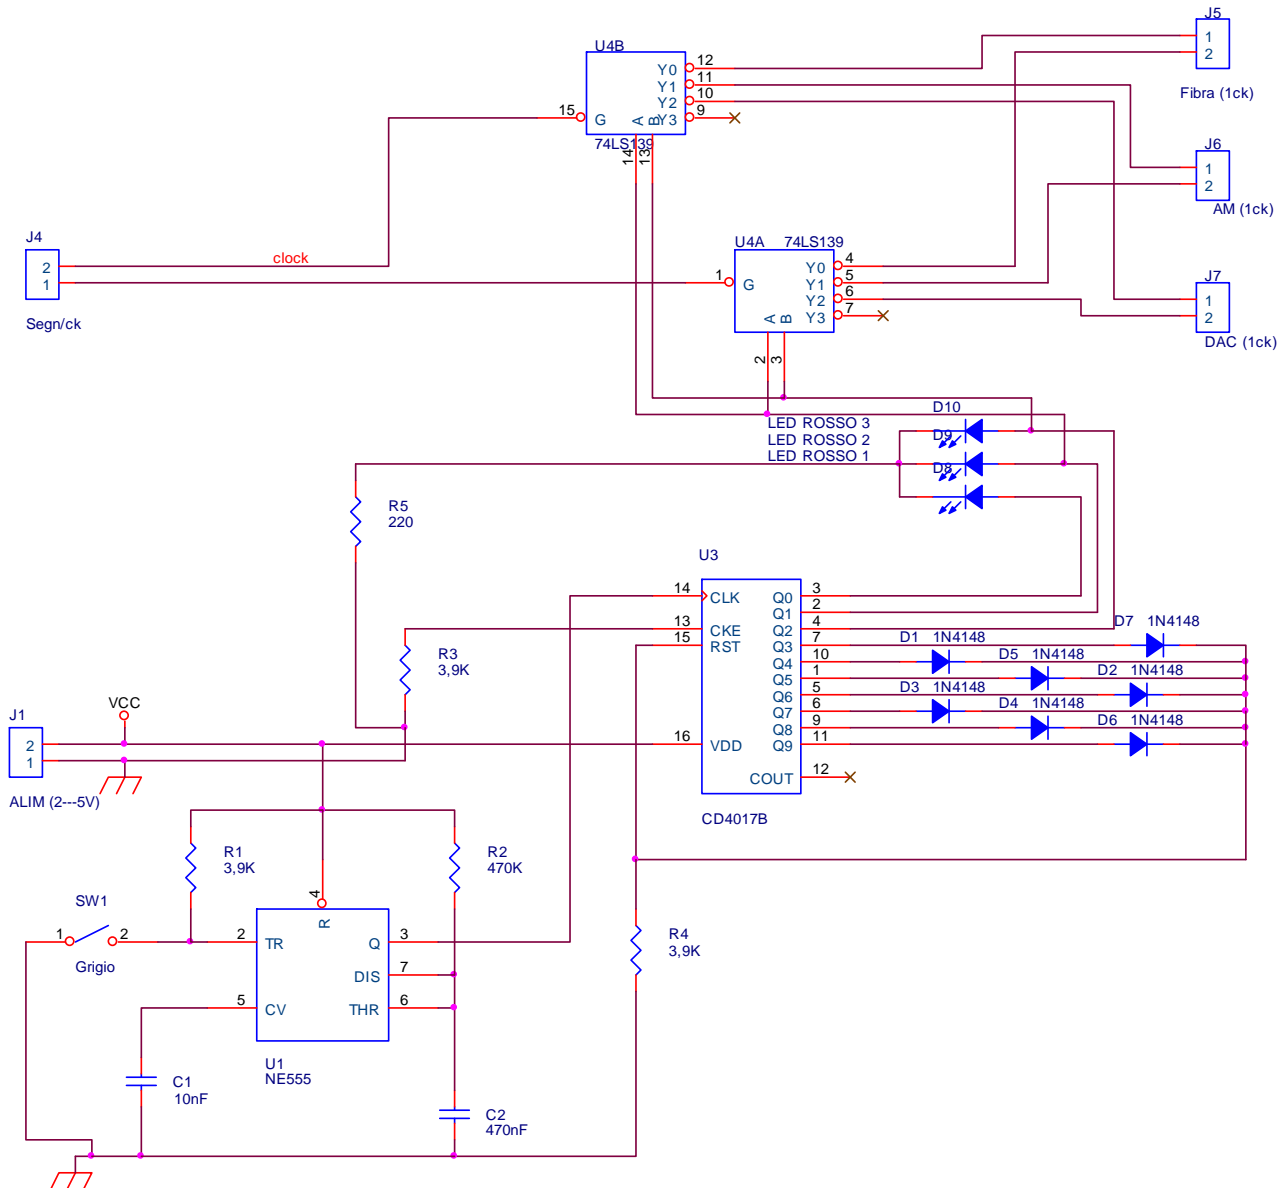 J5
1
2
Fibra (1ck)
U4B
Y0 12
Y1 11
Y2 10
Y3 9
15 G A B
74LS139
14 13
J6
1
2
AM (1ck)
J4
2
1
Segn/ck
clock
U4A 74LS139
1 G
Y0 4
Y1 5
Y2 6
Y3 7
A B
2 3
J7
1
2
DAC (1ck)
D10
LED ROSSO 3
D9
LED ROSSO 2
LED ROSSO 1
D8
R5
220
U3
14 CLK
13 CKE
15 RST
16 VDD
Q0 3
Q1 2
Q2 4
Q3 7
Q4 10
Q5 1
Q6 5
Q7 6
Q8 9
Q9 11
COUT 12
CD4017B
D7 1N4148
D1 1N4148
D5 1N4148
D2 1N4148
D3 1N4148
D4 1N4148
D6 1N4148
R3
3,9K
VCC
J1
2
1
ALIM (2---5V)
R1
3,9K
R2
470K
SW1
1 2
Grigio
4
R
2 TR
Q 3
DIS 7
5 CV
THR 6
U1
NE555
R4
3,9K
C1
10nF
C2
470nF